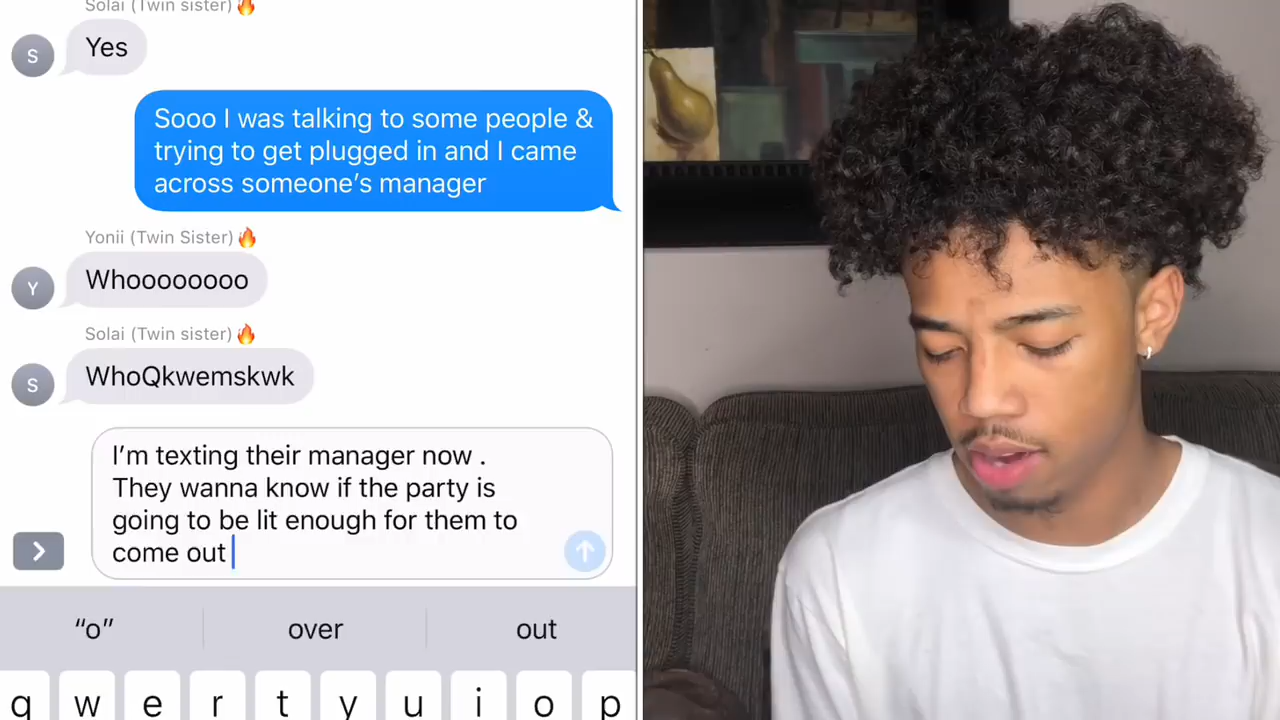 Solai (Twin sister)🔥
S
Yes
Sooo I was talking to some people &
trying to get plugged in and I came
across someone's manager
Yonii (Twin Sister)🔥
Y
Whoooooooo
Solai (Twin sister)🔥
S
WhoQkwemskwk
I'm texting their manager now .
They wanna know if the party is
going to be lit enough for them to
come out
“o” over out
q w e r t y u i o p